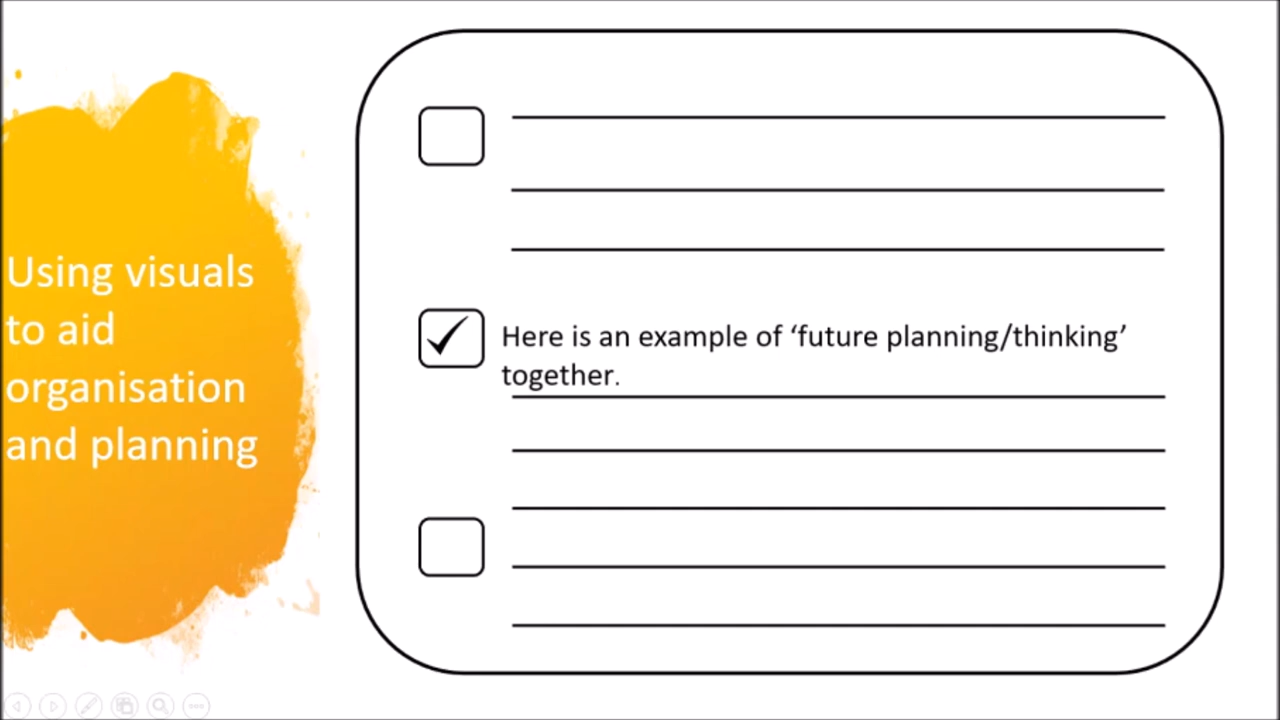 Using visuals
to aid
organisation
and planning
Here is an example of ‘future planning/thinking’
together.